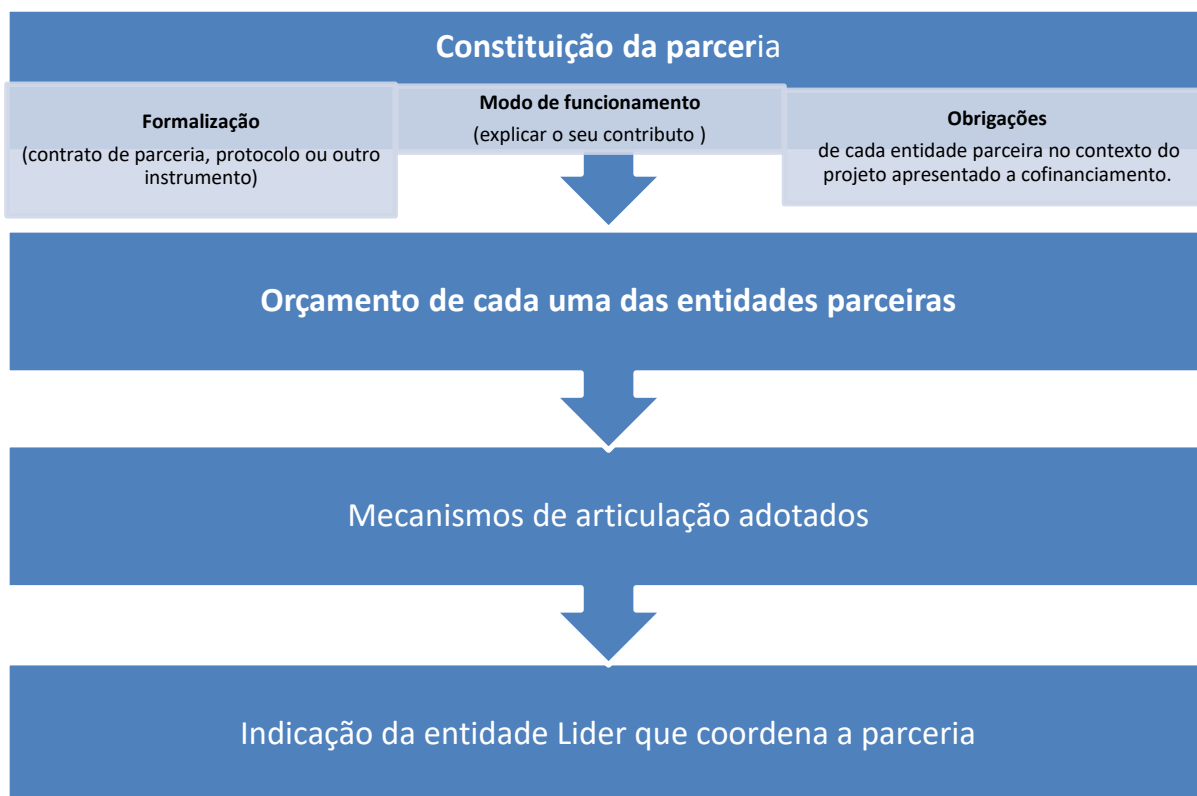 Constituição da parceria
Formalização
(contrato de parceria, protocolo ou outro
instrumento)
Modo de funcionamento
(explicar o seu contributo )
Obrigações
de cada entidade parceira no contexto do
projeto apresentado a cofinanciamento.
Orçamento de cada uma das entidades parceiras
Mecanismos de articulação adotados
Indicação da entidade Lider que coordena a parceria